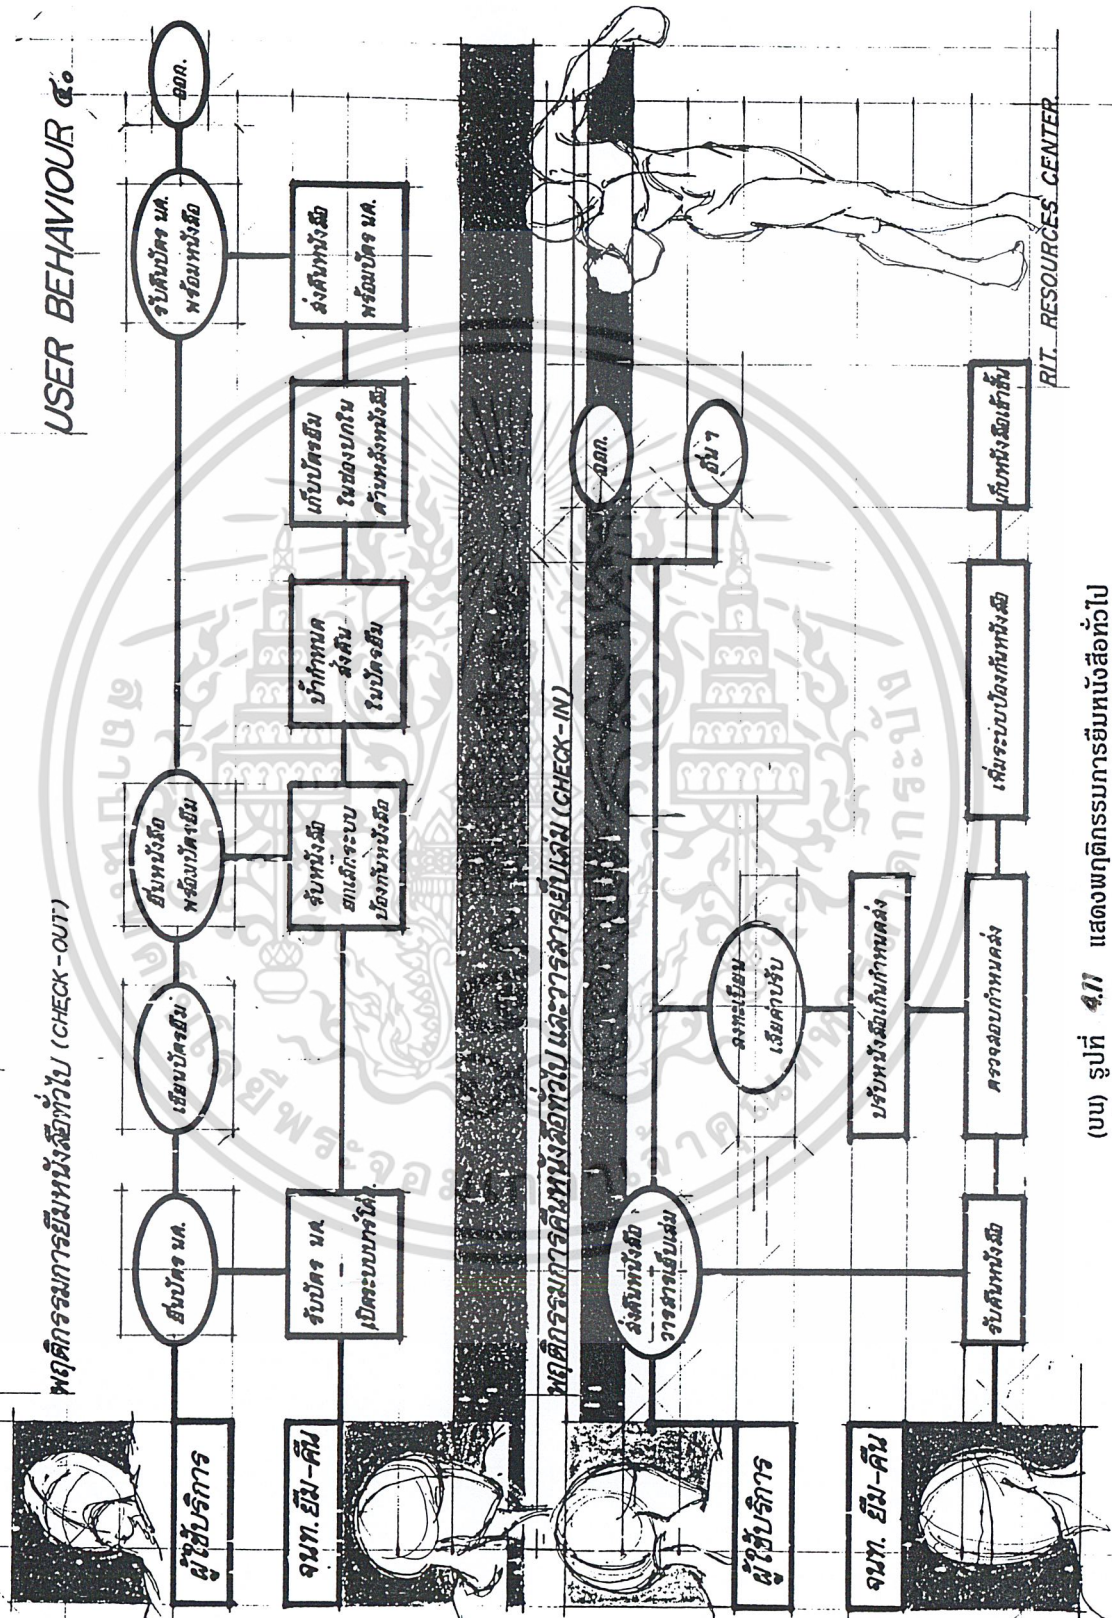 USER BEHAVIOUR ๔๐
พฤติกรรมการยืมหนังสือทั่วไป (CHECK-OUT)
ผู้ใช้บริการ
ยื่นบัตร นศ.
เขียนบัตรยืม
ยืมหนังสือ
พร้อมบัตรยืม
รับคืนบัตร นศ.
พร้อมหนังสือ
ออก.
จนท. ยืม-คืน
รับบัตร นศ.
เปิดระบบบาร์โค้ด
รับหนังสือ
ยกเลิกระบบ
ป้องกันหนังสือ
ปั๊มกำหนด
ส่งคืน
ในบัตรยืม
เก็บบัตรยืม
ในซองปกใน
ด้านหลังหนังสือ
ส่งคืนหนังสือ
พร้อมบัตร นศ.
พฤติกรรมการคืนหนังสือทั่วไป และวารสารเย็บเล่ม (CHECK-IN)
ผู้ใช้บริการ
ส่งคืนหนังสือ
วารสารเย็บเล่ม
ลงทะเบียน
เสียค่าปรับ
ออก.
อื่น ๆ
ปรับหนังสือเกินกำหนดส่ง
จนท. ยืม-คืน
รับคืนหนังสือ
ตรวจสอบกำหนดส่ง
เพิ่มระบบป้องกันหนังสือ
เก็บหนังสือเข้าชั้น
R.I.T. RESOURCES CENTER.
(บน) รูปที่ 4.11 แสดงพฤติกรรมการยืมหนังสือทั่วไป